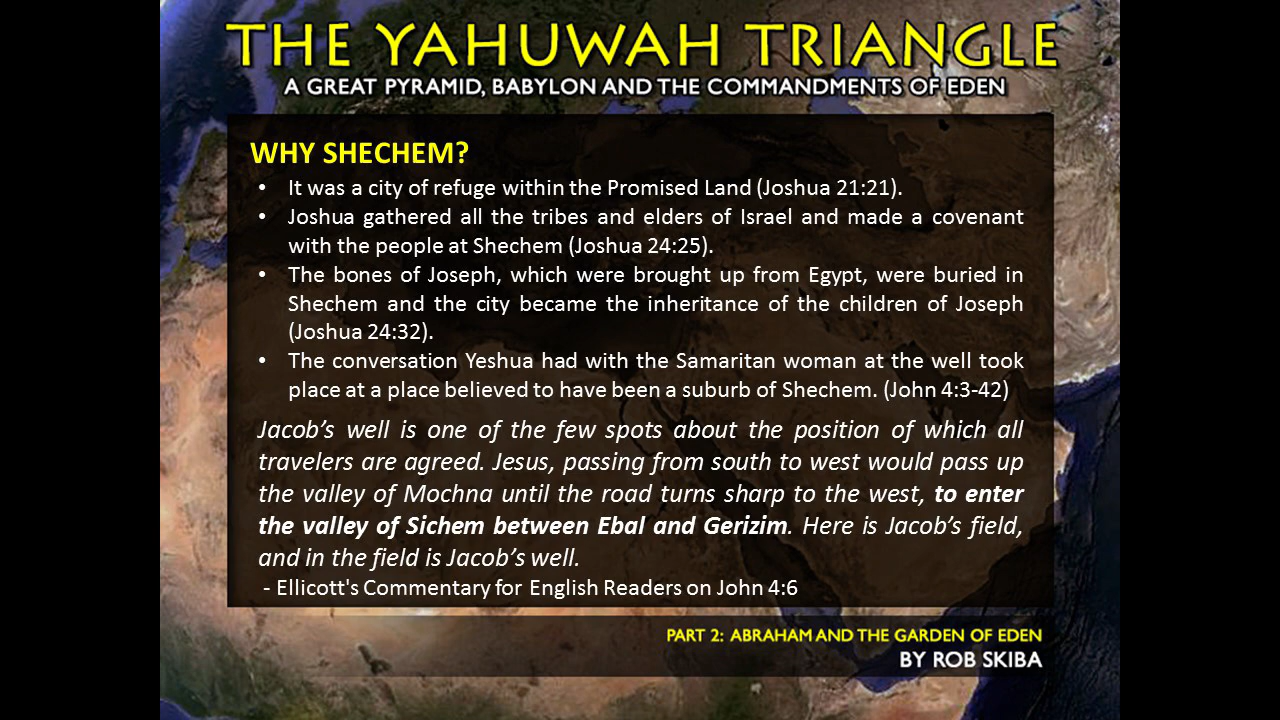 THE YAHUWAH TRIANGLE
A GREAT PYRAMID, BABYLON AND THE COMMANDMENTS OF EDEN
WHY SHECHEM?
• It was a city of refuge within the Promised Land (Joshua 21:21).
• Joshua gathered all the tribes and elders of Israel and made a covenant
with the people at Shechem (Joshua 24:25).
• The bones of Joseph, which were brought up from Egypt, were buried in
Shechem and the city became the inheritance of the children of Joseph
(Joshua 24:32).
• The conversation Yeshua had with the Samaritan woman at the well took
place at a place believed to have been a suburb of Shechem. (John 4:3-42)
Jacob’s well is one of the few spots about the position of which all
travelers are agreed. Jesus, passing from south to west would pass up
the valley of Mochna until the road turns sharp to the west, to enter
the valley of Sichem between Ebal and Gerizim. Here is Jacob’s field,
and in the field is Jacob’s well.
- Ellicott's Commentary for English Readers on John 4:6
PART 2: ABRAHAM AND THE GARDEN OF EDEN
BY ROB SKIBA